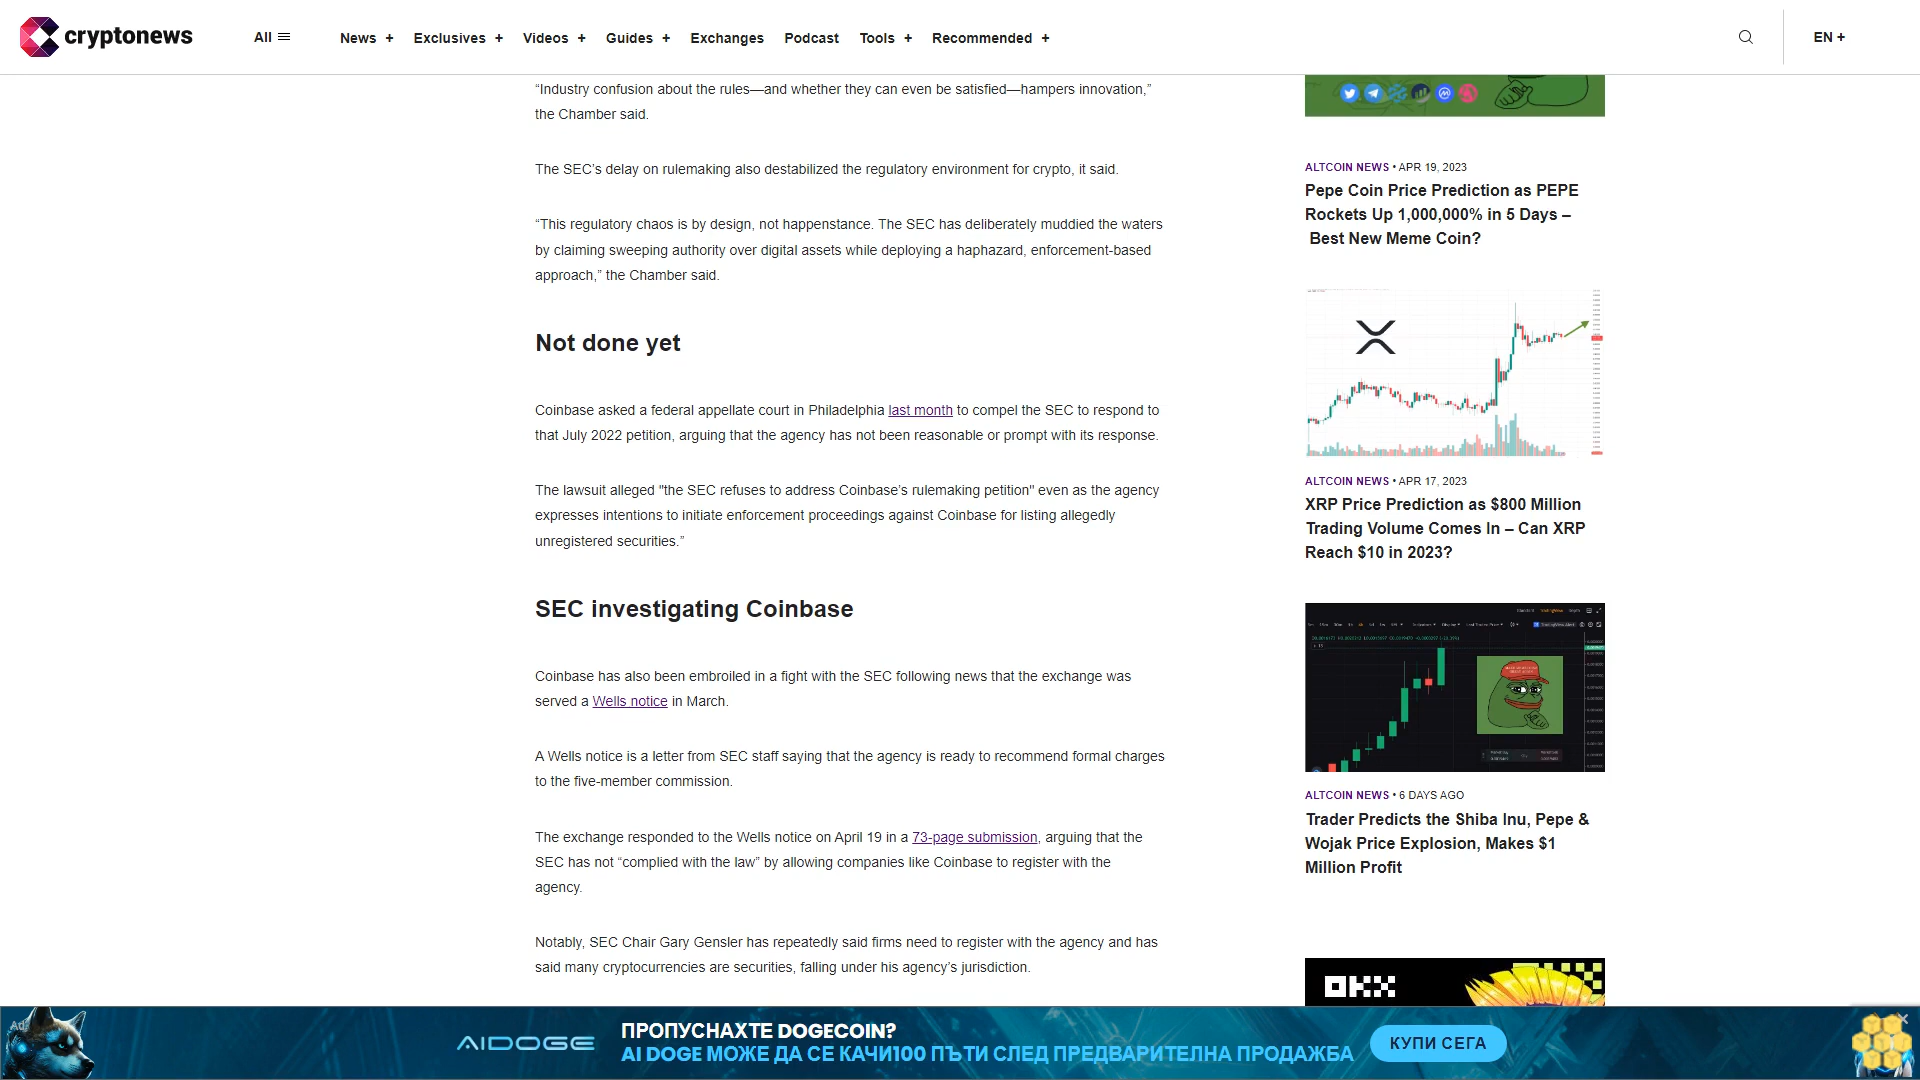 cryptonews
All
News +
Exclusives +
Videos +
Guides +
Exchanges
Podcast
Tools +
Recommended +
EN +
“Industry confusion about the rules—and whether they can even be satisfied—hampers innovation,”
the Chamber said.
The SEC’s delay on rulemaking also destabilized the regulatory environment for crypto, it said.
“This regulatory chaos is by design, not happenstance. The SEC has deliberately muddied the waters
by claiming sweeping authority over digital assets while deploying a haphazard, enforcement-based
approach,” the Chamber said.
Not done yet
Coinbase asked a federal appellate court in Philadelphia last month to compel the SEC to respond to
that July 2022 petition, arguing that the agency has not been reasonable or prompt with its response.
The lawsuit alleged "the SEC refuses to address Coinbase’s rulemaking petition" even as the agency
expresses intentions to initiate enforcement proceedings against Coinbase for listing allegedly
unregistered securities.”
SEC investigating Coinbase
Coinbase has also been embroiled in a fight with the SEC following news that the exchange was
served a Wells notice in March.
A Wells notice is a letter from SEC staff saying that the agency is ready to recommend formal charges
to the five-member commission.
The exchange responded to the Wells notice on April 19 in a 73-page submission, arguing that the
SEC has not “complied with the law” by allowing companies like Coinbase to register with the
agency.
Notably, SEC Chair Gary Gensler has repeatedly said firms need to register with the agency and has
said many cryptocurrencies are securities, falling under his agency’s jurisdiction.
ALTCOIN NEWS • APR 19, 2023
Pepe Coin Price Prediction as PEPE
Rockets Up 1,000,000% in 5 Days –
Best New Meme Coin?
ALTCOIN NEWS • APR 17, 2023
XRP Price Prediction as $800 Million
Trading Volume Comes In – Can XRP
Reach $10 in 2023?
ALTCOIN NEWS • 6 DAYS AGO
Trader Predicts the Shiba Inu, Pepe &
Wojak Price Explosion, Makes $1
Million Profit
OKX
Ad
AIDOGE
ПРОПУСНАХТЕ DOGECOIN?
AI DOGE МОЖЕ ДА СЕ КАЧИ100 ПЪТИ СЛЕД ПРЕДВАРИТЕЛНА ПРОДАЖБА
КУПИ СЕГА